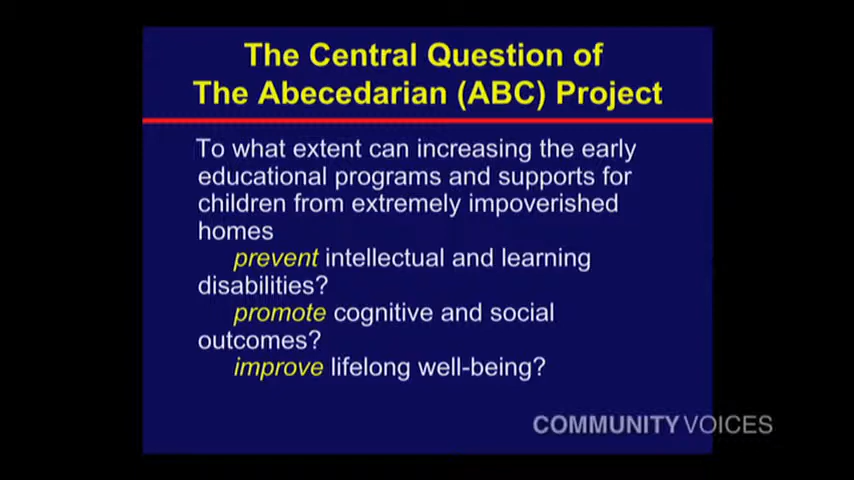 The Central Question of
The Abecedarian (ABC) Project
To what extent can increasing the early
educational programs and supports for
children from extremely impoverished
homes
prevent intellectual and learning
disabilities?
promote cognitive and social
outcomes?
improve lifelong well-being?
COMMUNITY VOICES